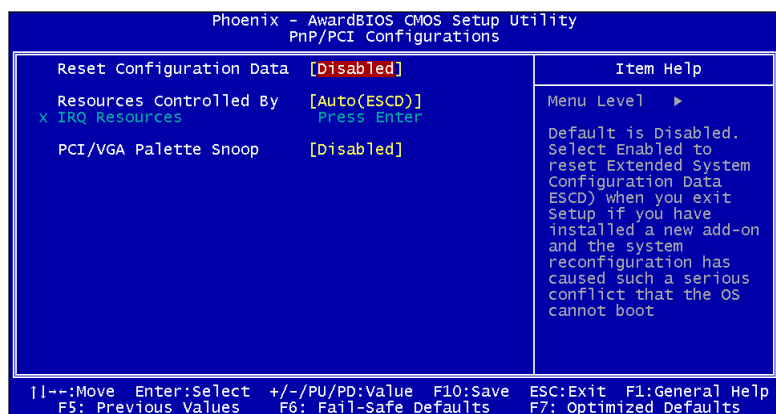 Phoenix - AwardBIOS CMOS Setup Utility
PnP/PCI Configurations
Reset Configuration Data [Disabled]
Resources Controlled By [Auto(ESCD)]
x IRQ Resources Press Enter
PCI/VGA Palette Snoop [Disabled]
Item Help
Menu Level ▶
Default is Disabled.
Select Enabled to
reset Extended System
Configuration Data
ESCD) when you exit
Setup if you have
installed a new add-on
and the system
reconfiguration has
caused such a serious
conflict that the OS
cannot boot
↑↓→←:Move Enter:Select +/-/PU/PD:Value F10:Save ESC:Exit F1:General Help
F5: Previous Values F6: Fail-Safe Defaults F7: Optimized Defaults